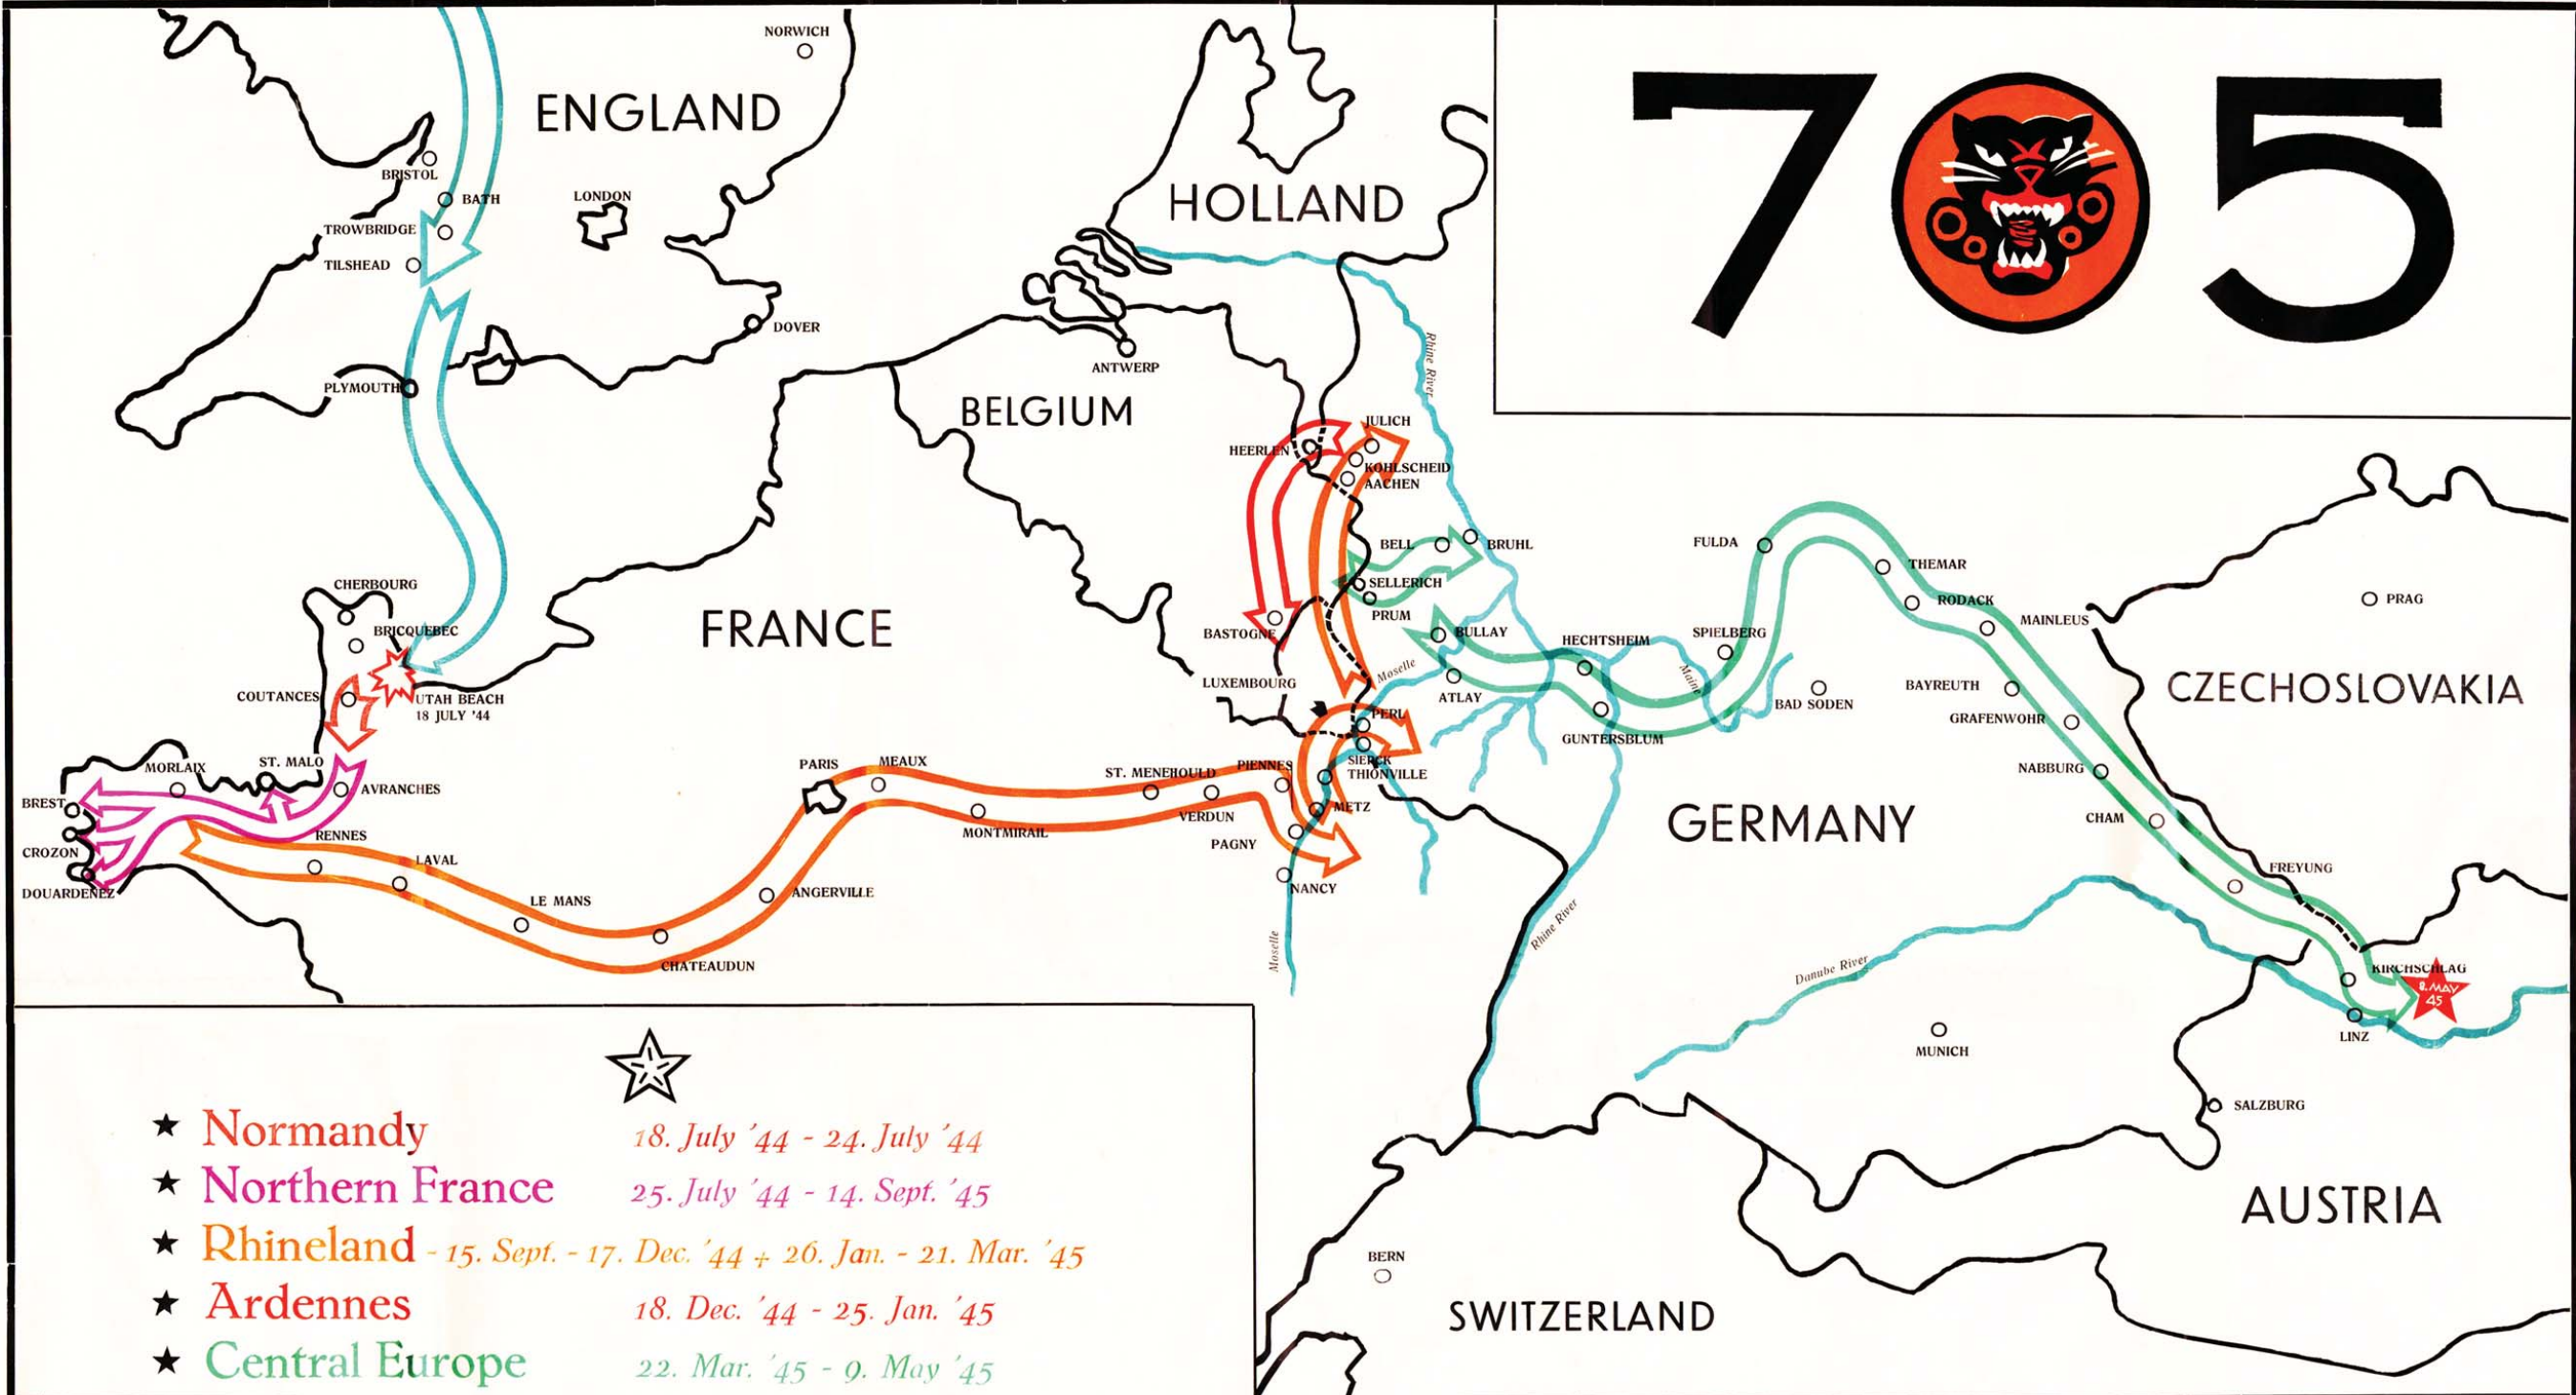 NORWICH
ENGLAND
705
BRISTOL
BATH
LONDON
TROWBRIDGE
TILSHEAD
HOLLAND
DOVER
PLYMOUTH
ANTWERP
Rhine River
BELGIUM
JULICH
HEERLEN
KOHLSCHEID
AACHEN
BELL
BRUHL
FULDA
THEMAR
CHERBOURG
SELLERICH
RODACK
PRAG
PRUM
MAINLEUS
BRICQUEBEC
FRANCE
BASTOGNE
BULLAY
HECHTSHEIM
SPIELBERG
Moselle
Maine
LUXEMBOURG
COUTANCES
UTAH BEACH
18 JULY '44
ATLAY
BAYREUTH
CZECHOSLOVAKIA
BAD SODEN
PERL
GRAFENWOHR
GUNTERSBLUM
MORLAIX
ST. MALO
PARIS
MEAUX
ST. MENEHOULD
PIENNES
SIERCK
THIONVILLE
NABBURG
AVRANCHES
BREST
METZ
VERDUN
CHAM
GERMANY
MONTMIRAIL
RENNES
PAGNY
CROZON
LAVAL
FREYUNG
DOUARDENEZ
ANGERVILLE
NANCY
LE MANS
Rhine River
Moselle
CHATEAUDUN
Danube River
KIRCHSCHLAG
8. MAY
45
LINZ
MUNICH
SALZBURG
Normandy 18. July '44 - 24. July '44
Northern France 25. July '44 - 14. Sept. '45
Rhineland - 15. Sept. - 17. Dec. '44 + 26. Jan. - 21. Mar. '45
Ardennes 18. Dec. '44 - 25. Jan. '45
Central Europe 22. Mar. '45 - 9. May '45
AUSTRIA
BERN
SWITZERLAND